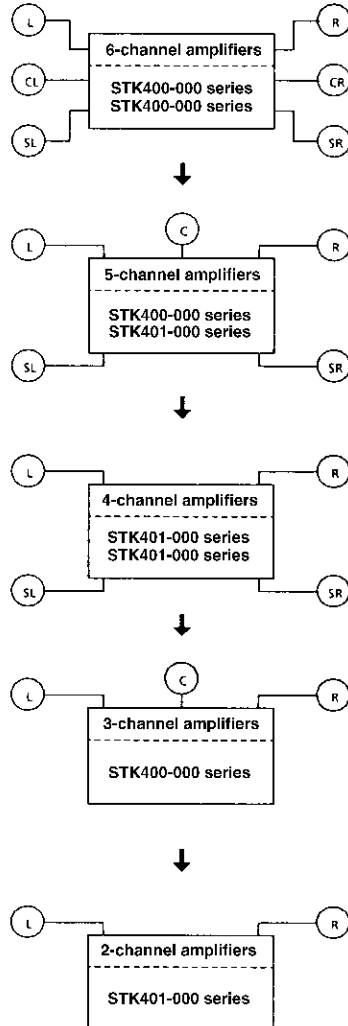 L
R
6-channel amplifiers
CL
STK400-000 series
CR
STK400-000 series
SL
SR
C
L
R
5-channel amplifiers
STK400-000 series
STK401-000 series
SL
SR
L
R
4-channel amplifiers
STK401-000 series
STK401-000 series
SL
SR
C
L
R
3-channel amplifiers
STK400-000 series
L
R
2-channel amplifiers
STK401-000 series